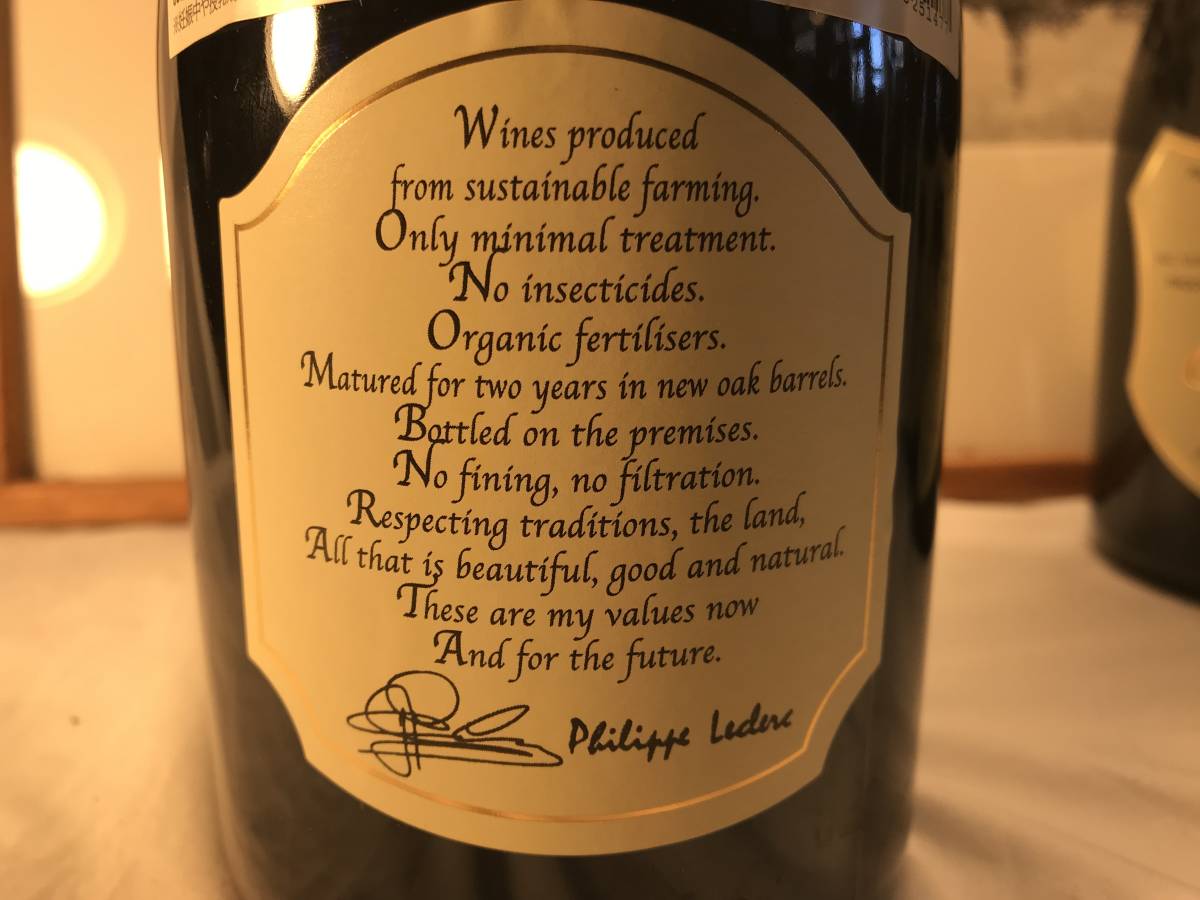 Wines produced
from sustainable farming.
Only minimal treatment.
No insecticides.
Organic fertilisers.
Matured for two years in new oak barrels.
Bottled on the premises.
No fining, no filtration.
Respecting traditions, the land,
All that is beautiful, good and natural.
These are my values now
And for the future.
Philippe Leclerc